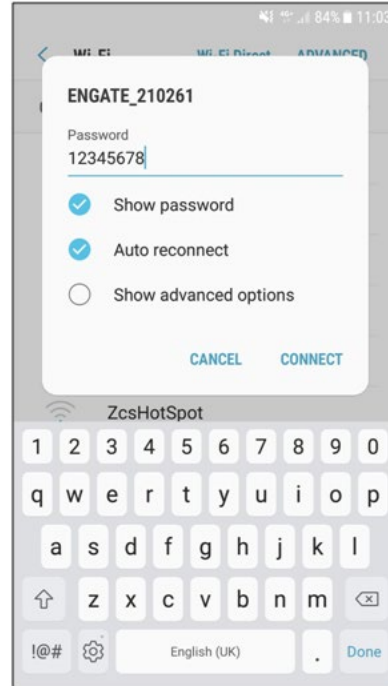 84% 11:03
Wi-Fi Wi-Fi Direct ADVANCED
ENGATE_210261
Password
12345678
Show password
Auto reconnect
Show advanced options
CANCEL CONNECT
ZcsHotSpot
1 2 3 4 5 6 7 8 9 0
q w e r t y u i o p
a s d f g h j k l
z x c v b n m
!@# English (UK) . Done